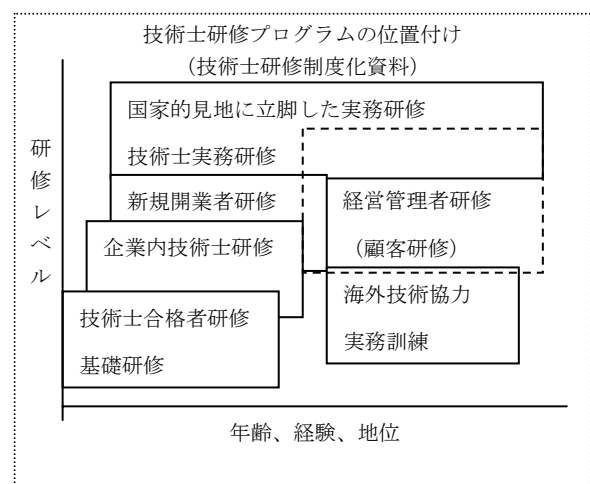 技術士研修プログラムの位置付け
（技術士研修制度化資料）
国家的見地に立脚した実務研修
技術士実務研修
新規開業者研修
経営管理者研修
企業内技術士研修
（顧客研修）
海外技術協力
技術士合格者研修
実務訓練
基礎研修
研修レベル
年齢、経験、地位